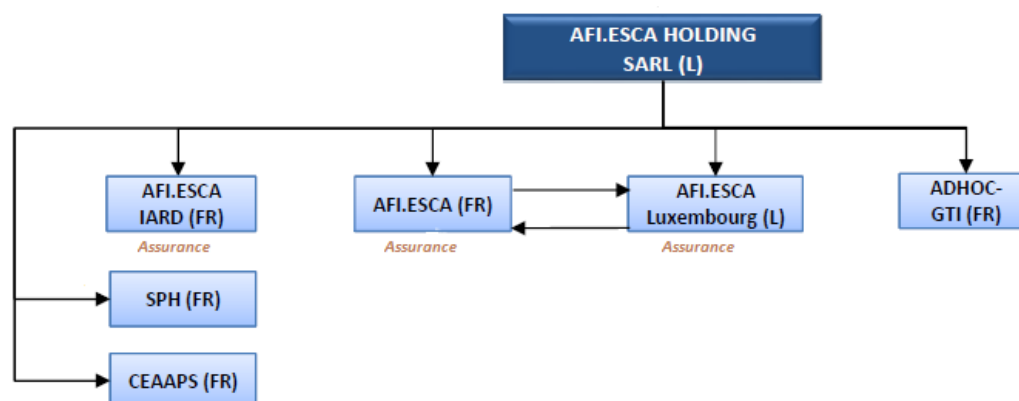 AFI.ESCA HOLDING
SARL (L)
AFI.ESCA
IARD (FR)
AFI.ESCA (FR)
AFI.ESCA
Luxembourg (L)
ADHOC-
GTI (FR)
Assurance
Assurance
Assurance
SPH (FR)
CEAAPS (FR)